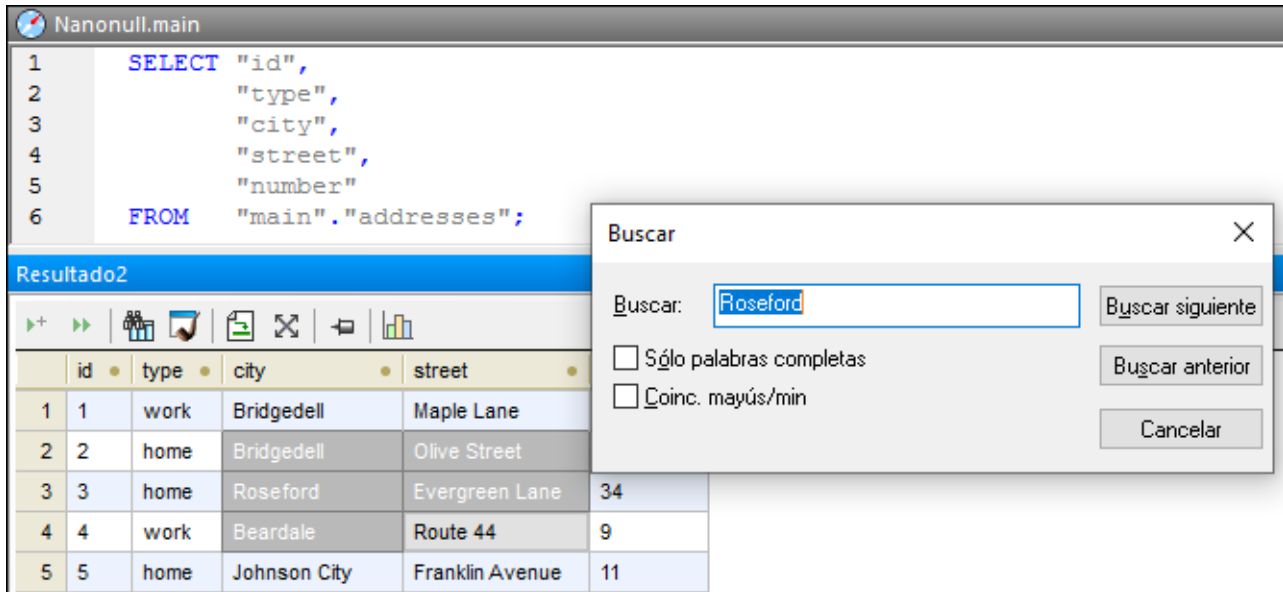 Nanonull.main
1 SELECT "id",
2 "type",
3 "city",
4 "street",
5 "number"
6 FROM "main"."addresses";
Buscar
Buscar: Roseford Buscar siguiente
Sólo palabras completas Buscar anterior
Coinc. mayús/min
Cancelar
Resultado2
id type city street
1 1 work Bridgedell Maple Lane
2 2 home Bridgedell Olive Street
3 3 home Roseford Evergreen Lane 34
4 4 work Beardale Route 44 9
5 5 home Johnson City Franklin Avenue 11